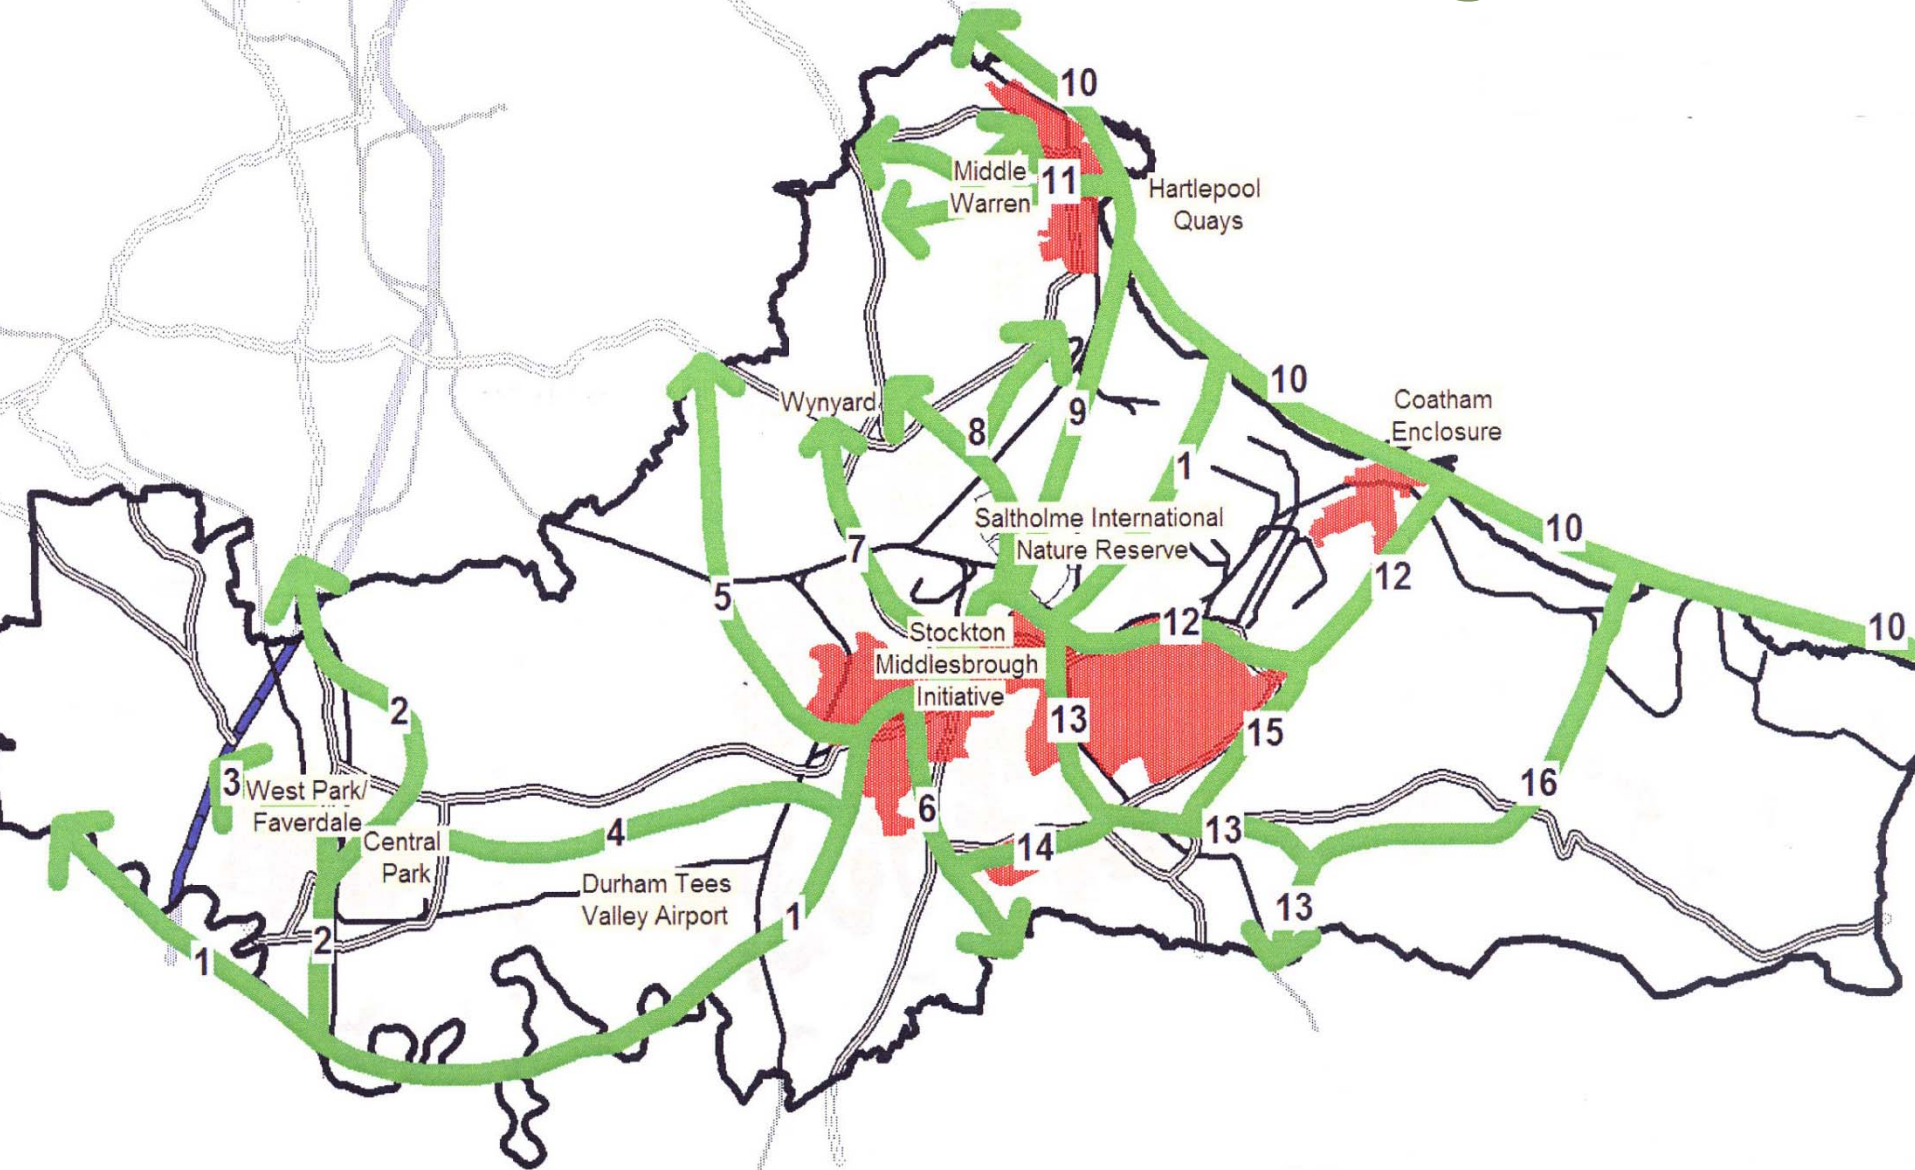 10
Middle
Warren
11
Hartlepool
Quays
10
Coatham
Enclosure
Wynyard
8
9
1
Saltholme International
Nature Reserve
10
7
5
12
12
Stockton
Middlesbrough
Initiative
10
2
13
15
3
West Park/
Faverdale
16
6
4
13
Central
Park
14
Durham Tees
Valley Airport
1
13
2
1